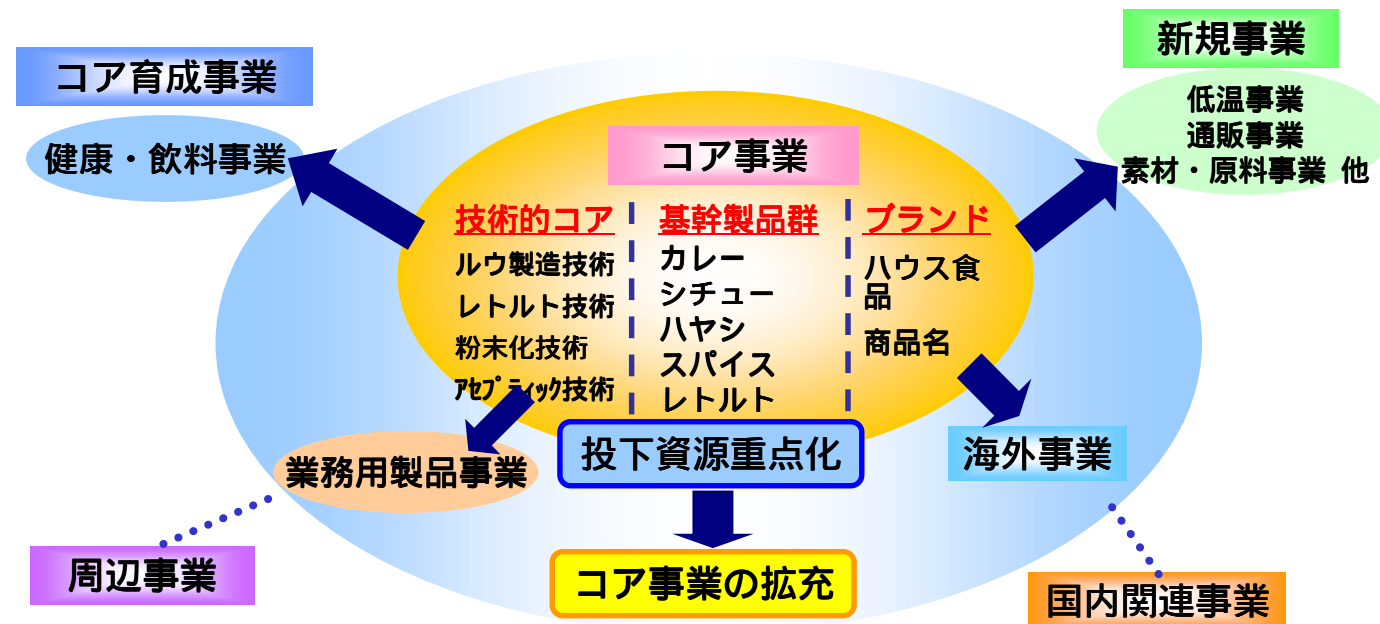 新規事業
コア育成事業
低温事業
通販事業
素材・原料事業 他
健康・飲料事業
コア事業
技術的コア
ルウ製造技術
レトルト技術
粉末化技術
ｱｾﾌﾟﾃｨｯｸ技術
基幹製品群
カレー
シチュー
ハヤシ
スパイス
レトルト
ブランド
ハウス食
品
商品名
投下資源重点化
海外事業
業務用製品事業
周辺事業
コア事業の拡充
国内関連事業